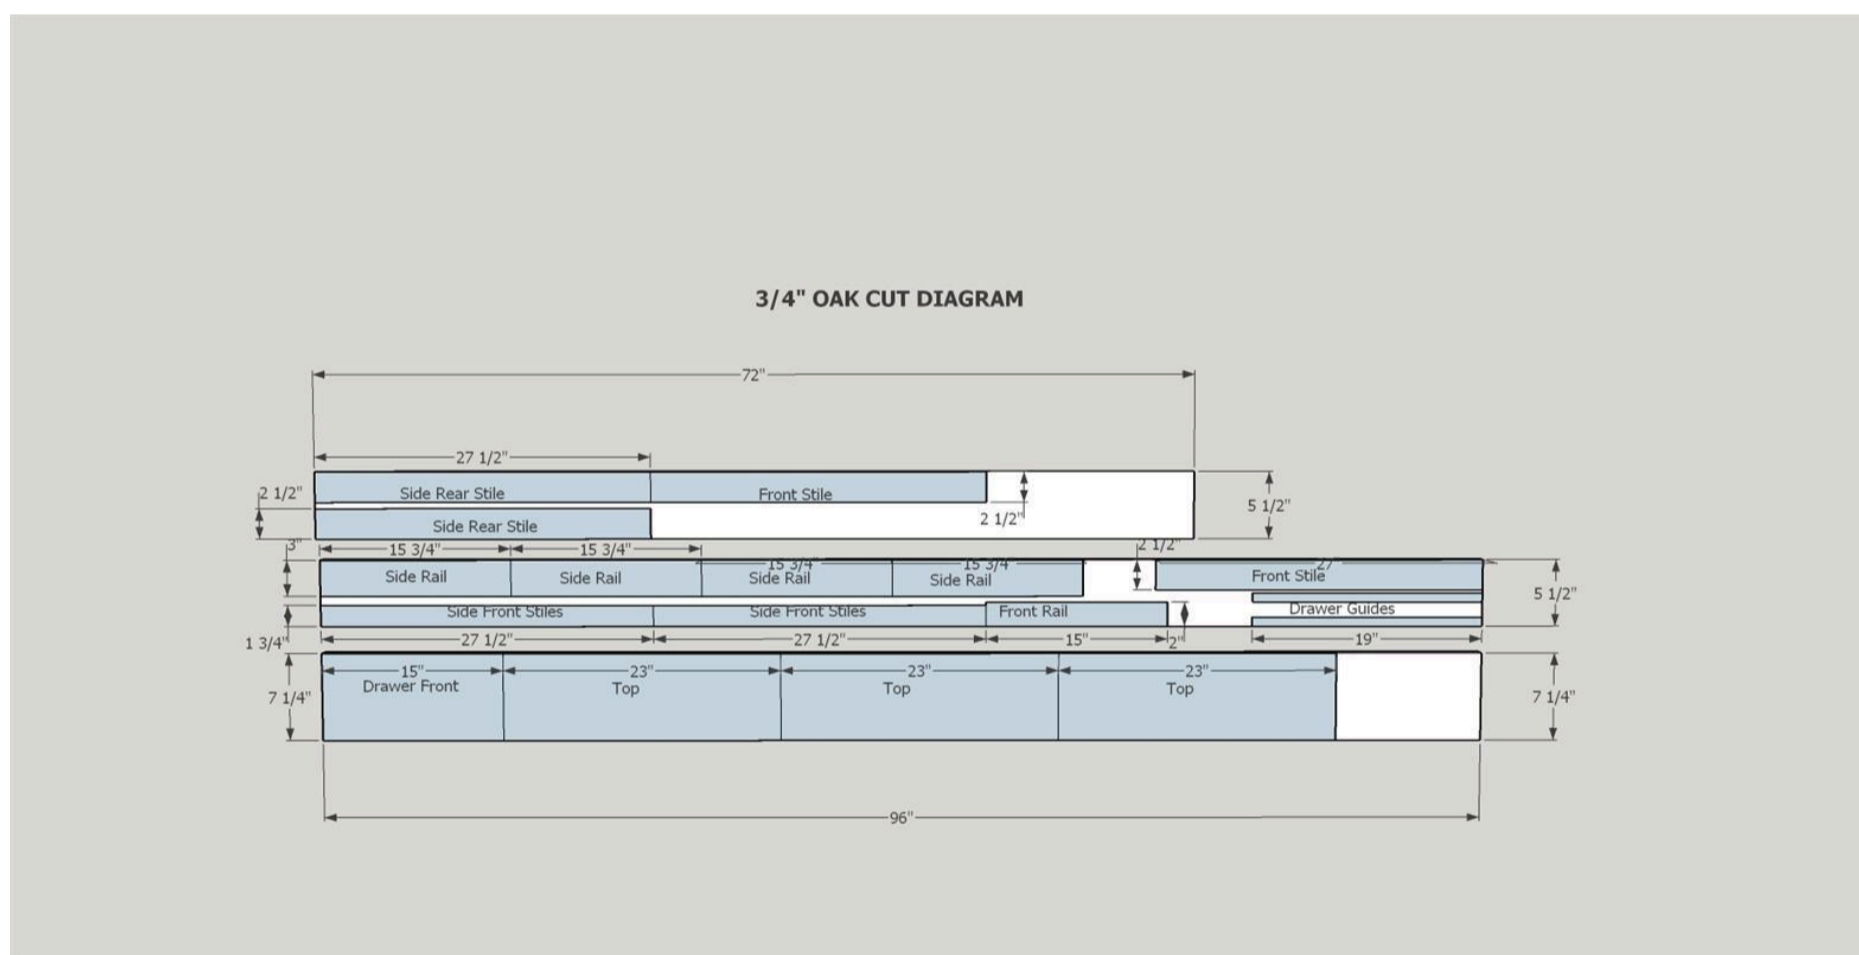 3/4" OAK CUT DIAGRAM
72"
27 1/2"
2 1/2"
Side Rear Stile
Front Stile
5 1/2"
2 1/2"
Side Rear Stile
3"
15 3/4"
15 3/4"
2 1/2"
15 3/4"
15 3/4"
27"
Side Rail
Side Rail
Side Rail
Side Rail
Front Stile
5 1/2"
Side Front Stiles
Side Front Stiles
Front Rail
Drawer Guides
1 3/4"
27 1/2"
27 1/2"
15"
2"
19"
15"
23"
23"
23"
Drawer Front
Top
Top
Top
7 1/4"
7 1/4"
96"